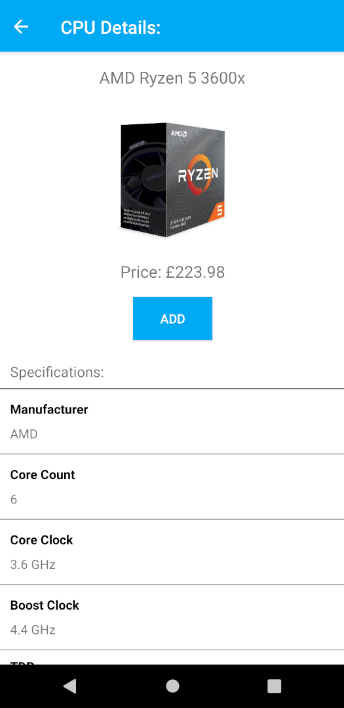 CPU Details:
AMD Ryzen 5 3600x
AMD
RYZEN
5
Price: £223.98
ADD
Specifications:
Manufacturer
AMD
Core Count
6
Core Clock
3.6 GHz
Boost Clock
4.4 GHz
TDP